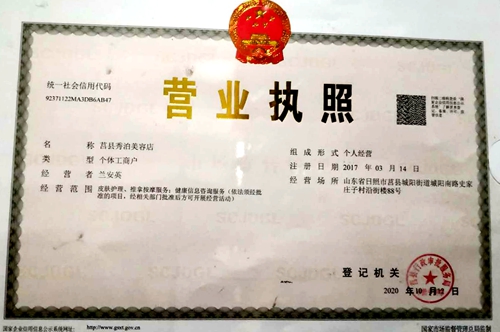 统一社会信用代码
92371122MA3DB6AB47
营业执照
名 称 莒县秀泊美容店
类 型 个体工商户
经 营 者 兰安英
经 营 范 围 皮肤护理、推拿按摩服务;健康信息咨询服务(依法须经批
准的项目,经相关部门批准后方可开展经营活动)
组 成 形 式 个人经营
注 册 日 期 2017 年 03 月 14 日
经 营 场 所 山东省日照市莒县城阳街道城阳南路史家
庄子村沿街楼88号
登 记 机 关
2020 年 10 月 12 日
国家企业信用信息公示系统网址: http://www.gsxt.gov.cn
国家市场监督管理总局监制